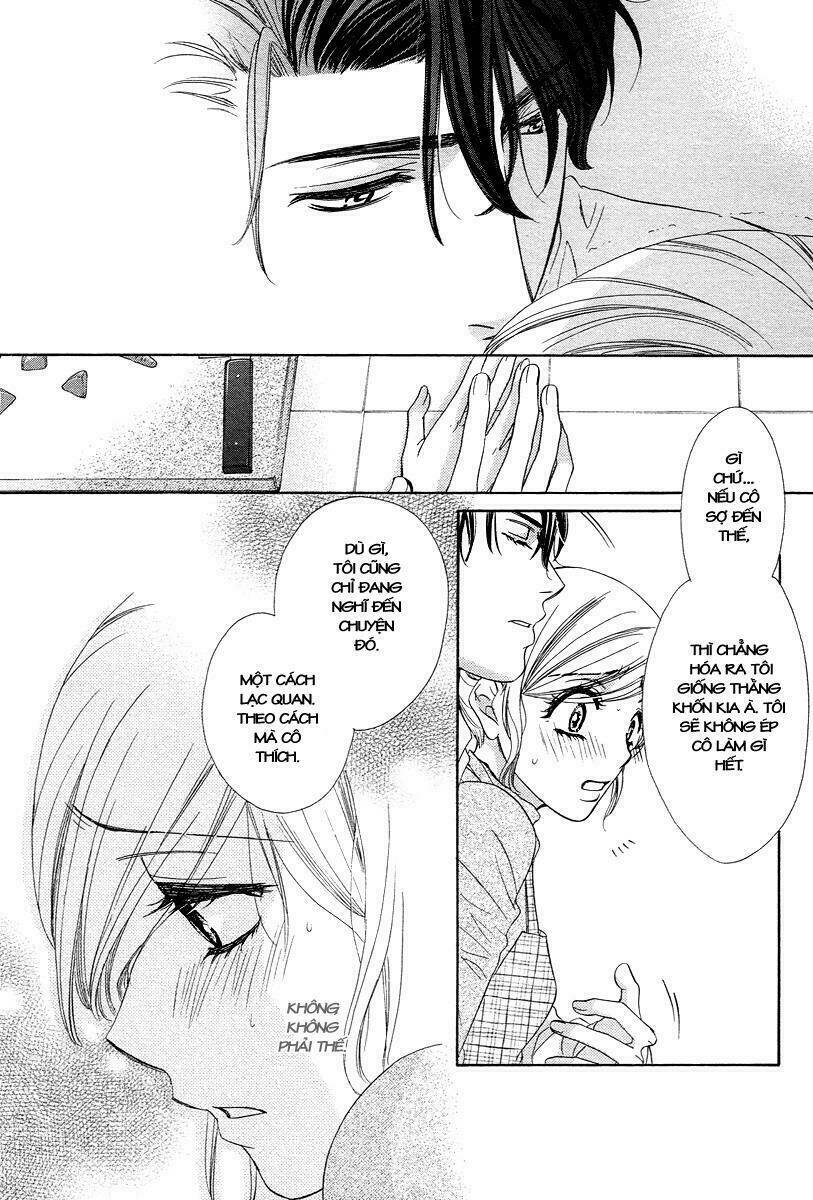 GÌ
CHỨ...
NẾU CÔ
SỢ ĐẾN
THẾ,
THÌ CHẲNG
HÓA RA TÔI
GIỐNG THẰNG
KHỐN KIA À. TÔI
SẼ KHÔNG ÉP
CÔ LÀM GÌ
HẾT.
DÙ GÌ,
TÔI CŨNG
CHỈ ĐANG
NGHĨ ĐẾN
CHUYỆN
ĐÓ.
MỘT CÁCH
LẠC QUAN.
THEO CÁCH
MÀ CÔ
THÍCH.
KHÔNG
KHÔNG
PHẢI THẾ.